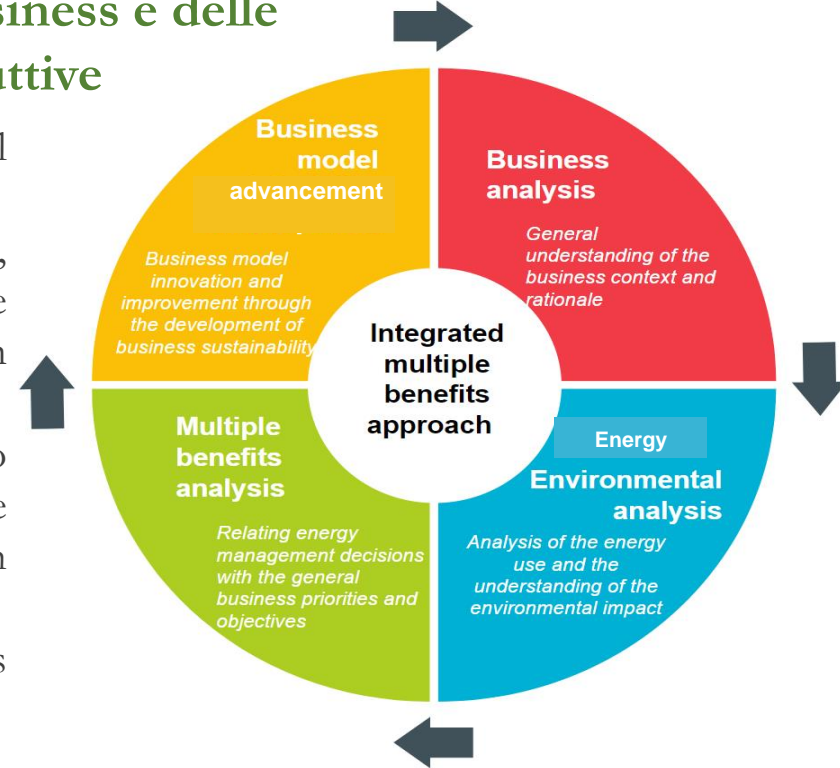 siness e delle
uttive
l
,
e
n
o
e
n
s
Business
model
advancement
Business model
innovation and
improvement through
the development of
business sustainability
Business
analysis
General
understanding of the
business context and
rationale
Integrated
multiple
benefits
approach
Multiple
benefits
analysis
Relating energy
management decisions
with the general
business priorities and
objectives
Energy
Environmental
analysis
Analysis of the energy
use and the
understanding of the
environmental impact